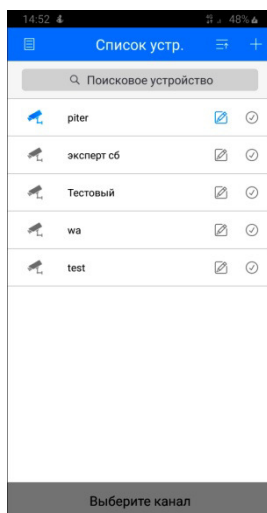 14:52 48%
Список устр.
Поисковое устройство
piter
эксперт сб
Тестовый
wa
test
Выберите канал